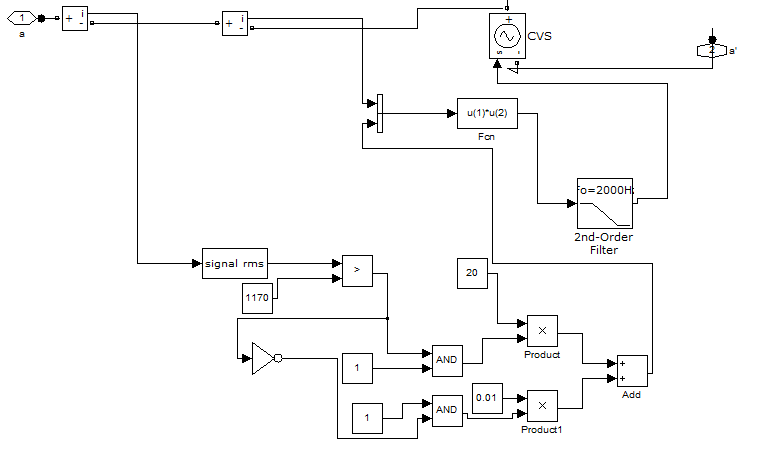 1
a
+
i
-
+
i
-
+
CVS
s
-
2
a'
u(1)*u(2)
Fcn
Fo=2000Hz
2nd-Order
Filter
signal rms
>
1170
20
×
Product
1
AND
+
+
Add
1
AND
0.01
×
Product1